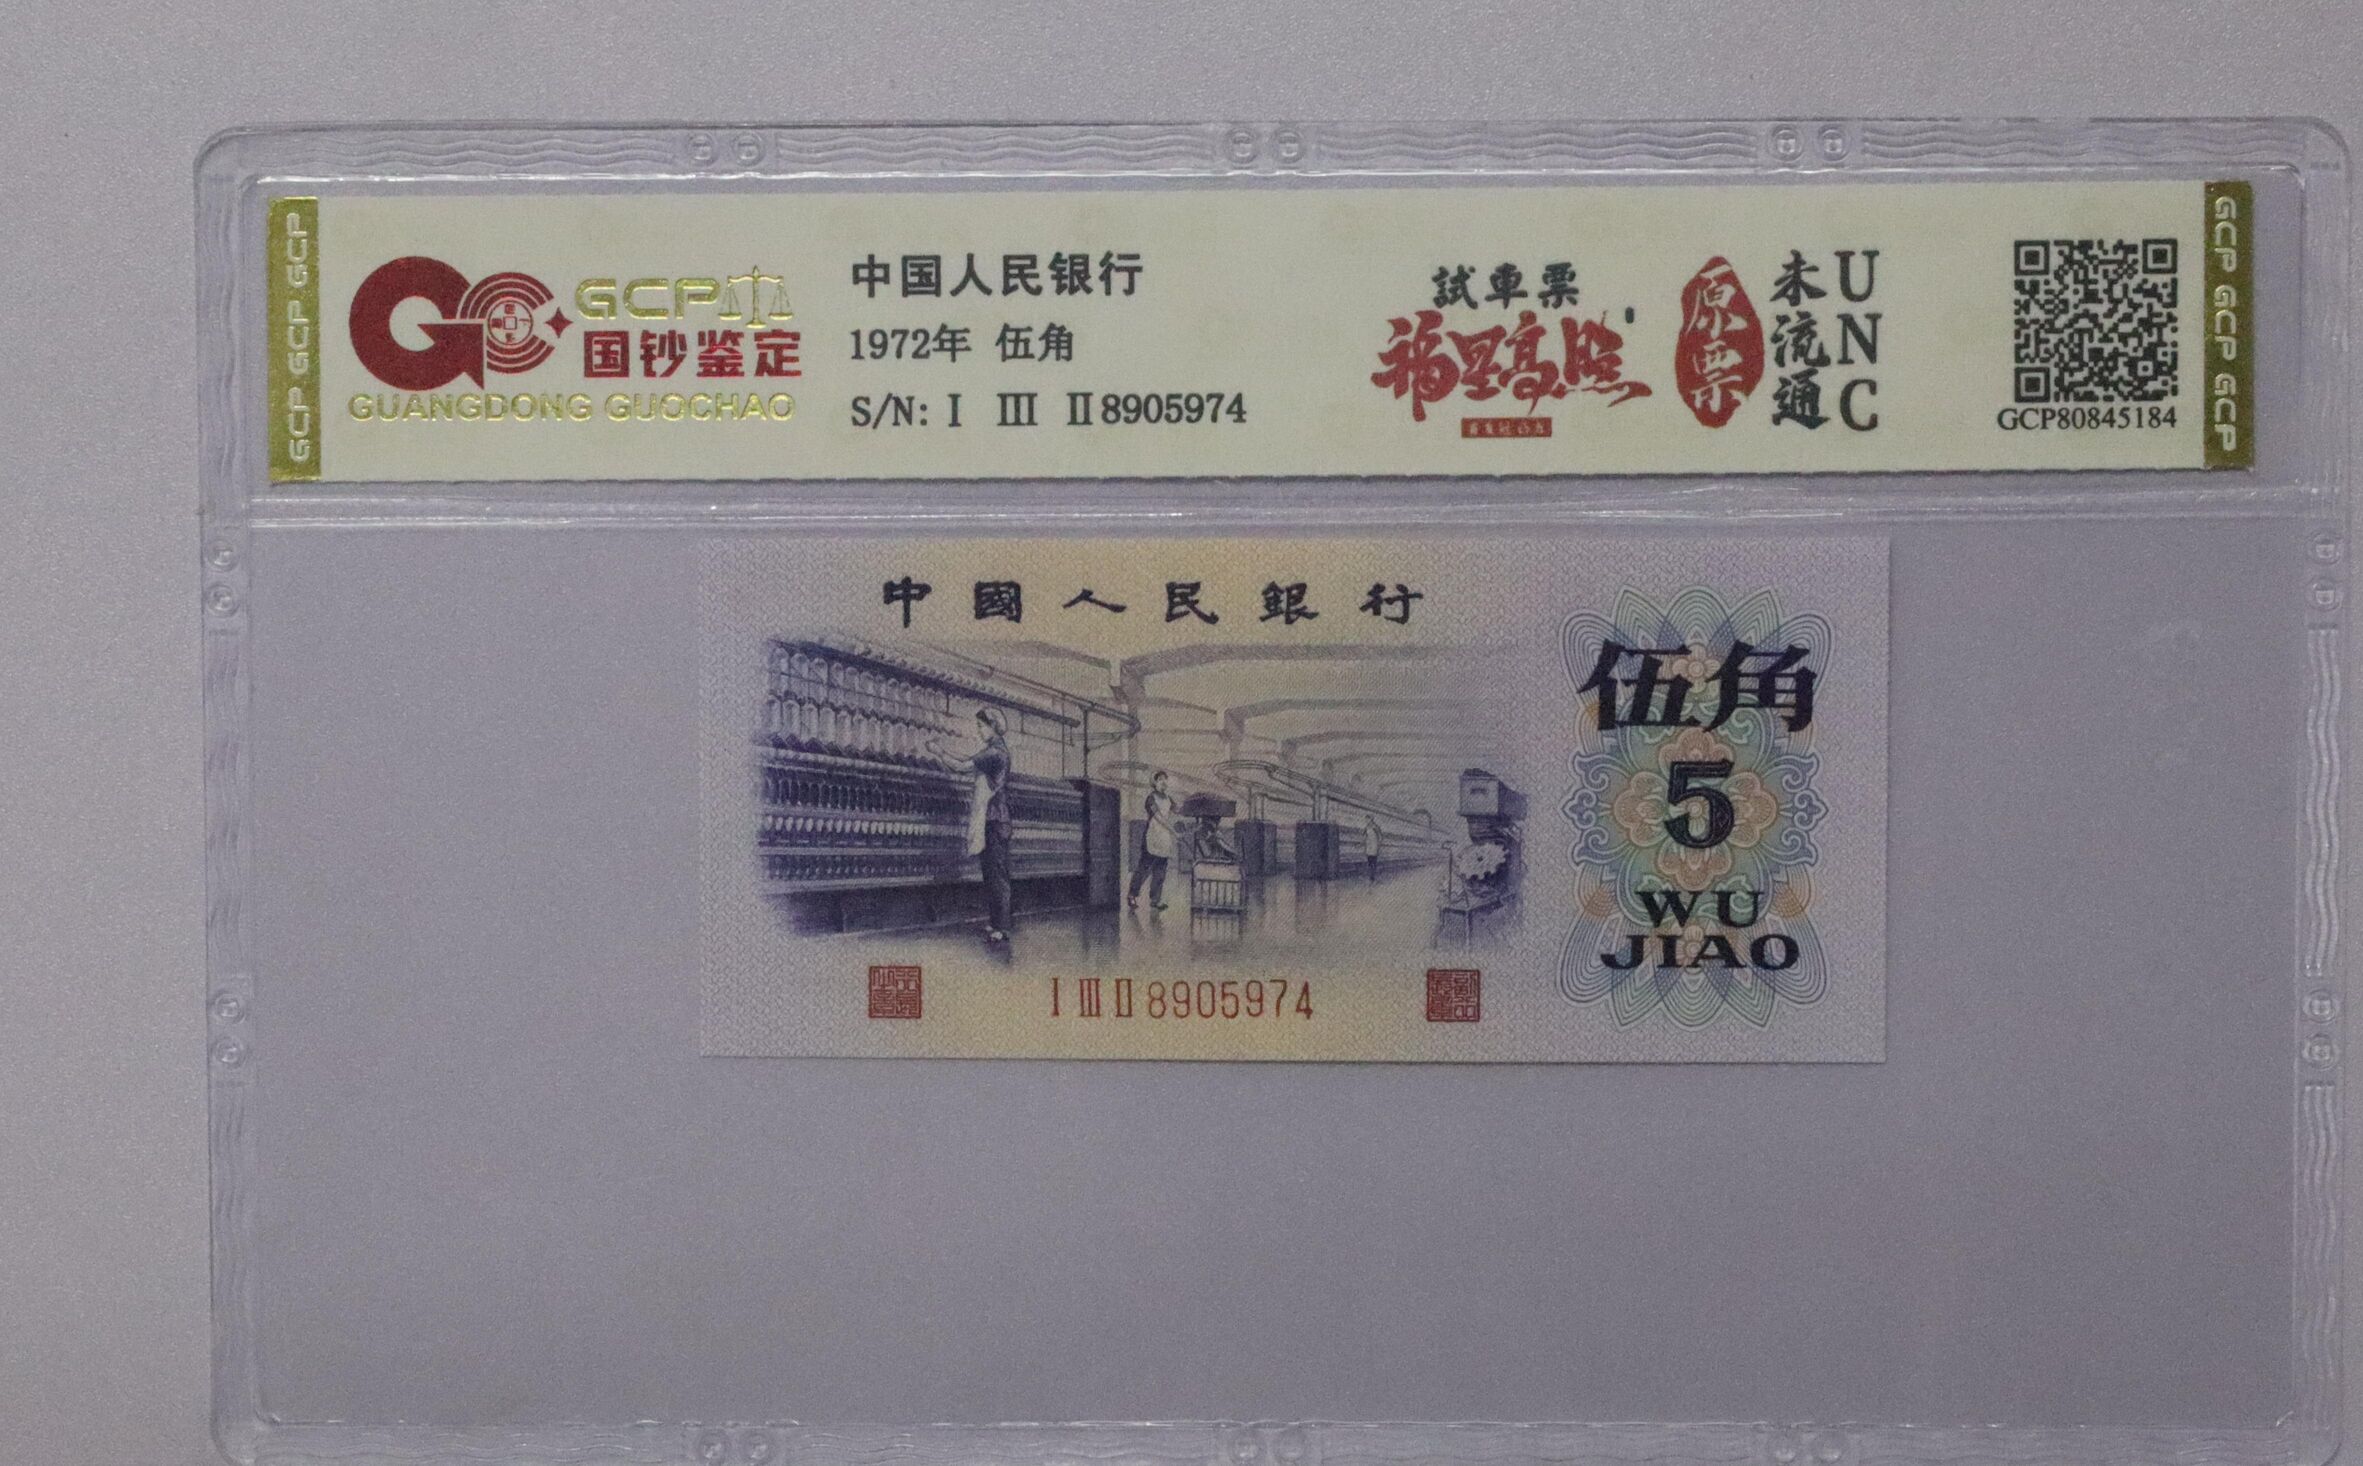 GCP GCP GCP
GCP
国钞鉴定
GUANGDONG GUOCHAO
中国人民银行
1972年 伍角
S/N: Ⅰ Ⅲ Ⅱ8905974
試車票
福星高照
原票
未流通
UNC
GCP80845184
GCP GCP GCP
中國人民銀行
伍角
5
WU
JIAO
Ⅰ Ⅲ Ⅱ 8905974